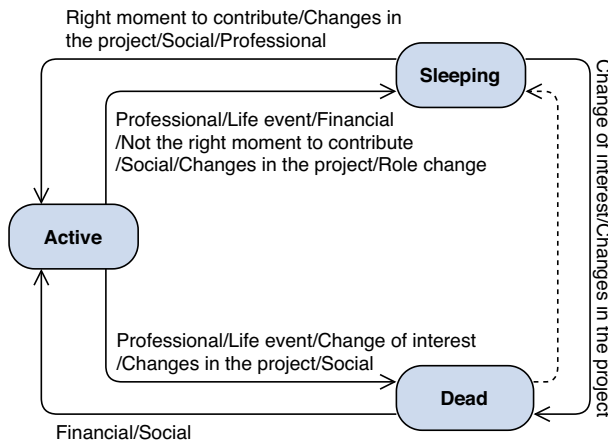 Right moment to contribute/Changes in
the project/Social/Professional
Sleeping
Professional/Life event/Financial
/Not the right moment to contribute
/Social/Changes in the project/Role change
Change of interest/Changes in the project
Active
Professional/Life event/Change of interest
/Changes in the project/Social
Dead
Financial/Social